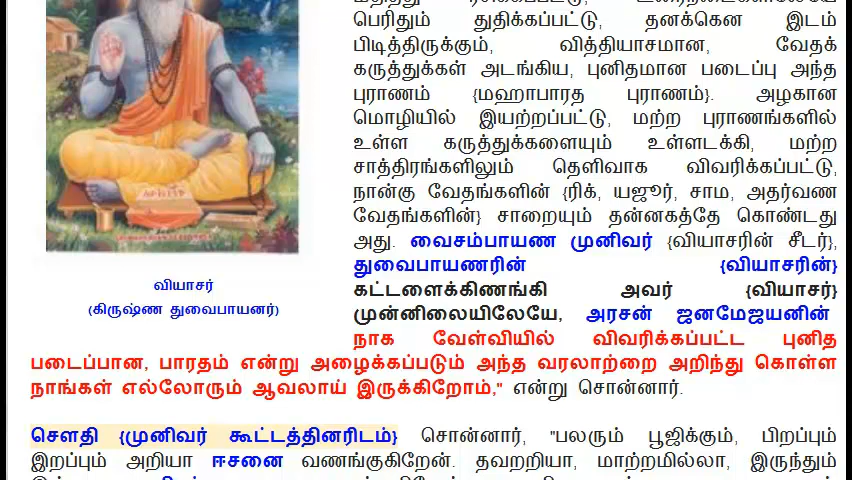 பெரிதும் துதிக்கப்பட்டு, தனக்கென இடம்
பிடித்திருக்கும், வித்தியாசமான, வேதக்
கருத்துக்கள் அடங்கிய, புனிதமான படைப்பு அந்த
புராணம் {மஹாபாரத புராணம்}. அழகான
மொழியில் இயற்றப்பட்டு, மற்ற புராணங்களில்
உள்ள கருத்துக்களையும் உள்ளடக்கி, மற்ற
சாத்திரங்களிலும் தெளிவாக விவரிக்கப்பட்டு,
நான்கு வேதங்களின் {ரிக், யஜூர், சாம, அதர்வண
வேதங்களின்} சாறையும் தன்னகத்தே கொண்டது
அது. வைசம்பாயண முனிவர் {வியாசரின் சீடர்},
துவைபாயணரின் {வியாசரின்}
கட்டளைக்கிணங்கி அவர் {வியாசர்}
முன்னிலையிலேயே, அரசன் ஜனமேஜயனின்
நாக வேள்வியில் விவரிக்கப்பட்ட புனித
வியாசர்
(கிருஷ்ண துவைபாயனர்)
படைப்பான, பாரதம் என்று அழைக்கப்படும் அந்த வரலாற்றை அறிந்து கொள்ள
நாங்கள் எல்லோரும் ஆவலாய் இருக்கிறோம்," என்று சொன்னார்.
சௌதி {முனிவர் கூட்டத்தினரிடம்} சொன்னார், "பலரும் பூஜிக்கும், பிறப்பும்
இறப்பும் அறியா ஈசனை வணங்குகிறேன். தவறறியா, மாற்றமில்லா, இருந்தும்